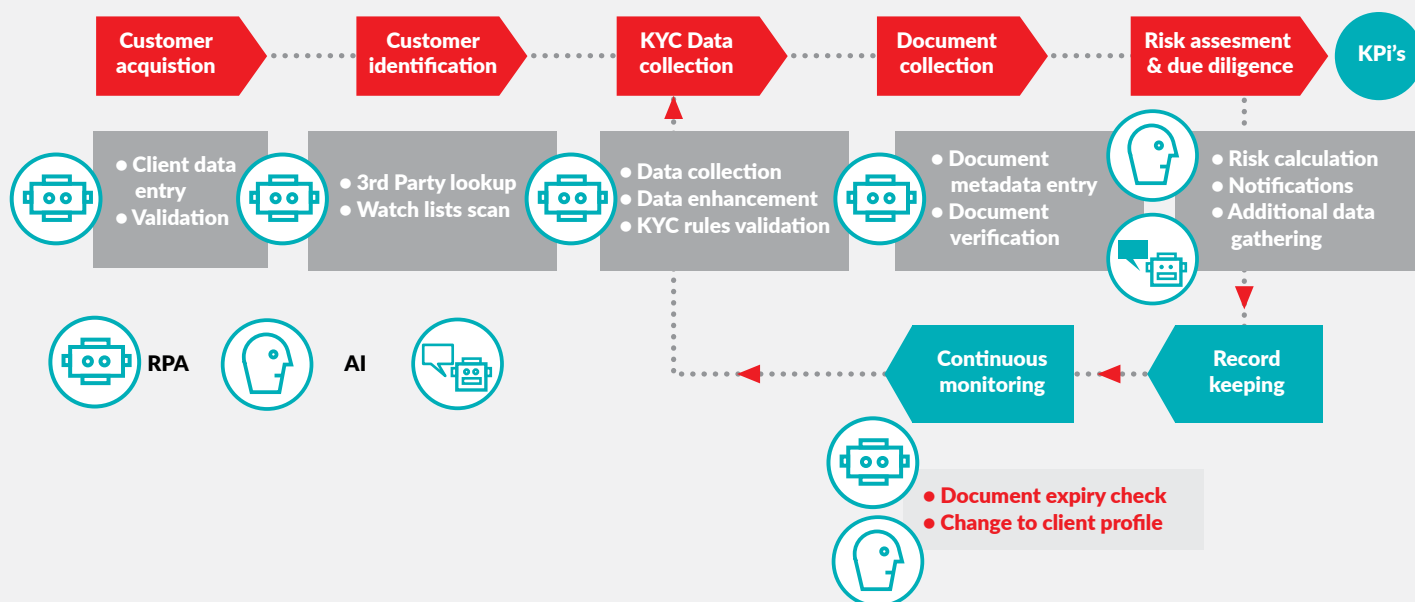 Customer
acquistion
Customer
identification
KYC Data
collection
Document
collection
Risk assesment
& due diligence
KPi's
● Client data
entry
● Validation
● 3rd Party lookup
● Watch lists scan
● Data collection
● Data enhancement
● KYC rules validation
● Document
metadata entry
● Document
verification
● Risk calculation
● Notifications
● Additional data
gathering
RPA
AI
Continuous
monitoring
Record
keeping
● Document expiry check
● Change to client profile